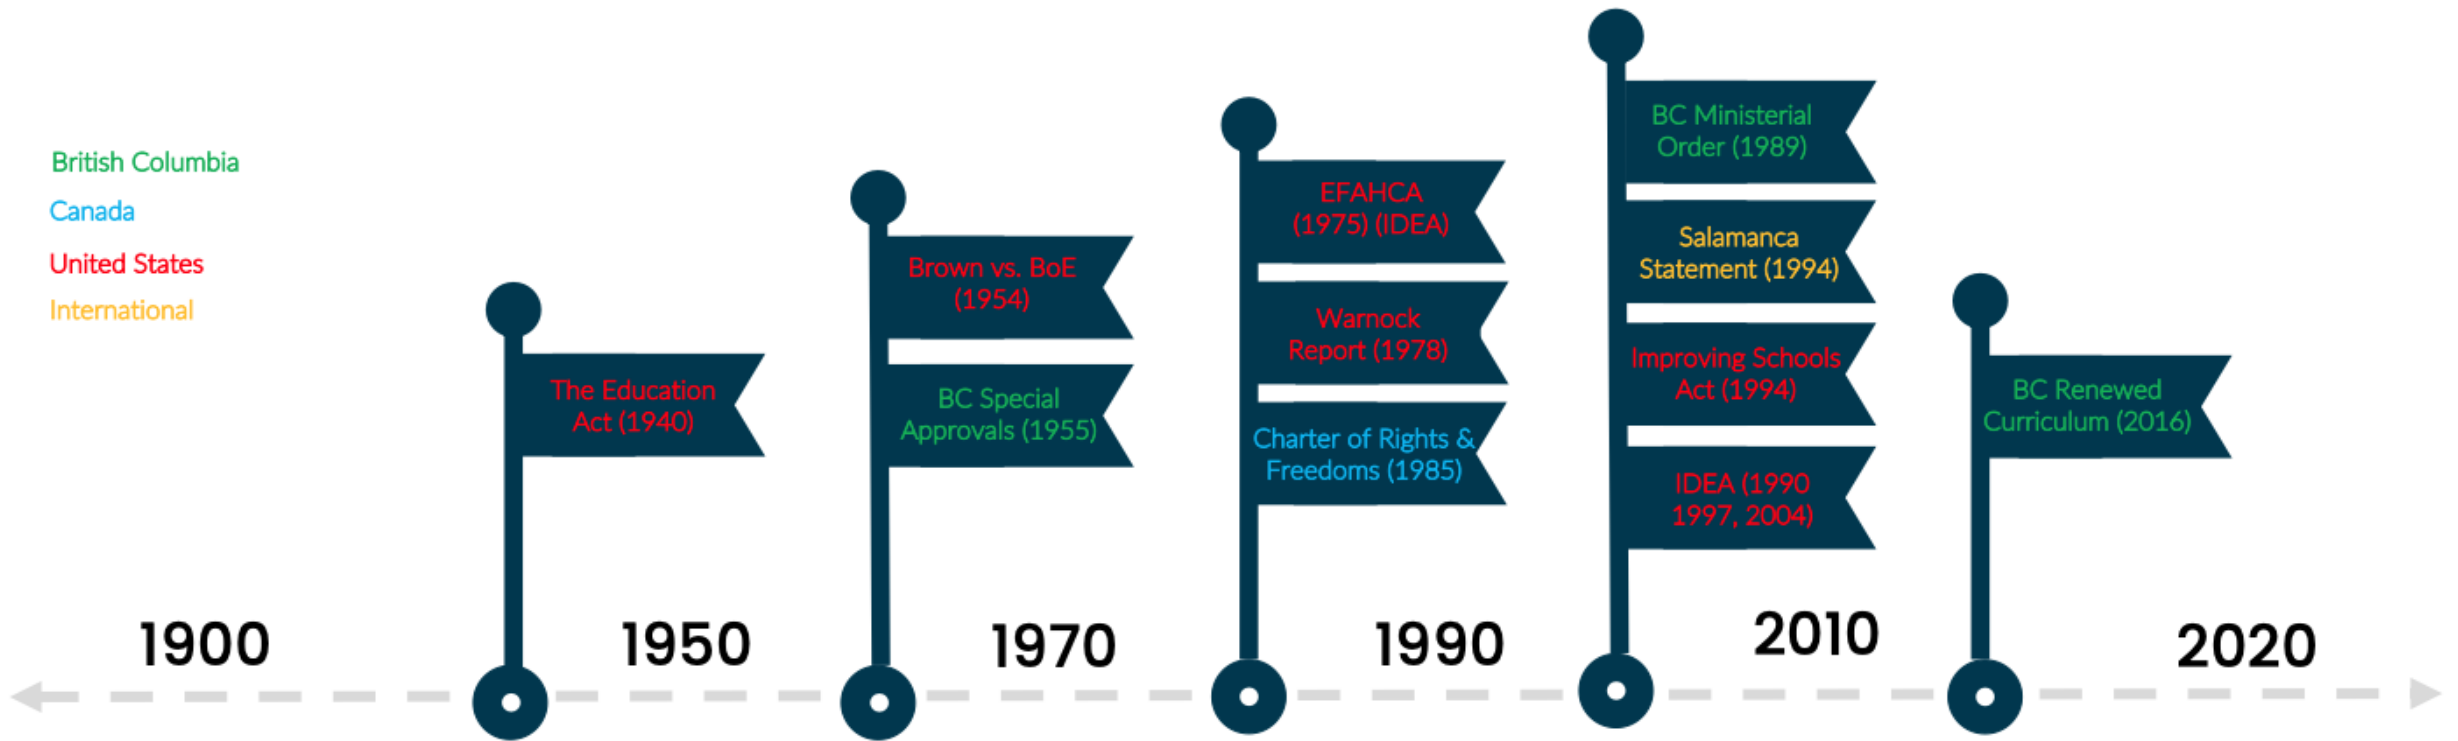 British Columbia
Canada
United States
International
The Education
Act (1940)
Brown vs. BoE
(1954)
BC Special
Approvals (1955)
EFAHCA
(1975) (IDEA)
Warnock
Report (1978)
Charter of Rights &
Freedoms (1985)
BC Ministerial
Order (1989)
Salamanca
Statement (1994)
Improving Schools
Act (1994)
IDEA (1990
1997, 2004)
BC Renewed
Curriculum (2016)
1900
1950
1970
1990
2010
2020